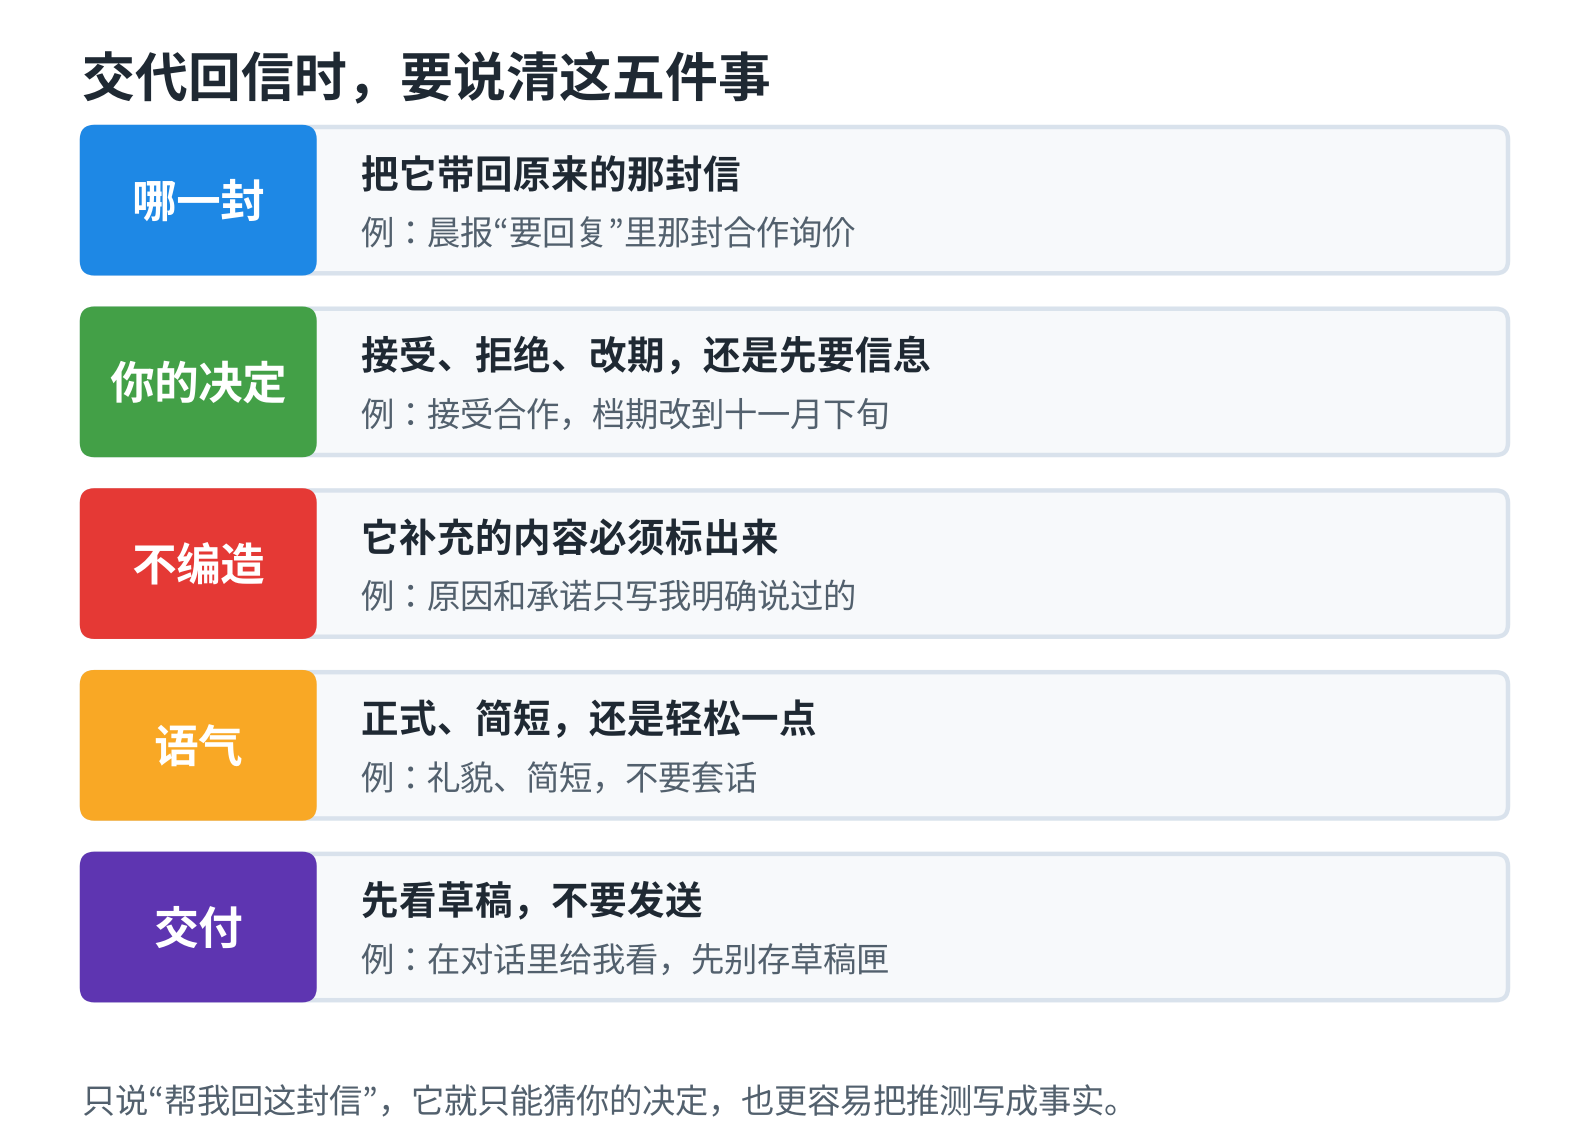 交代回信时，要说清这五件事
哪一封
把它带回原来的那封信
例：晨报“要回复”里那封合作询价
你的决定
接受、拒绝、改期，还是先要信息
例：接受合作，档期改到十一月下旬
不编造
它补充的内容必须标出来
例：原因和承诺只写我明确说过的
语气
正式、简短，还是轻松一点
例：礼貌、简短，不要套话
交付
先看草稿，不要发送
例：在对话里给我看，先别存草稿匣
只说“帮我回这封信”，它就只能猜你的决定，也更容易把推测写成事实。